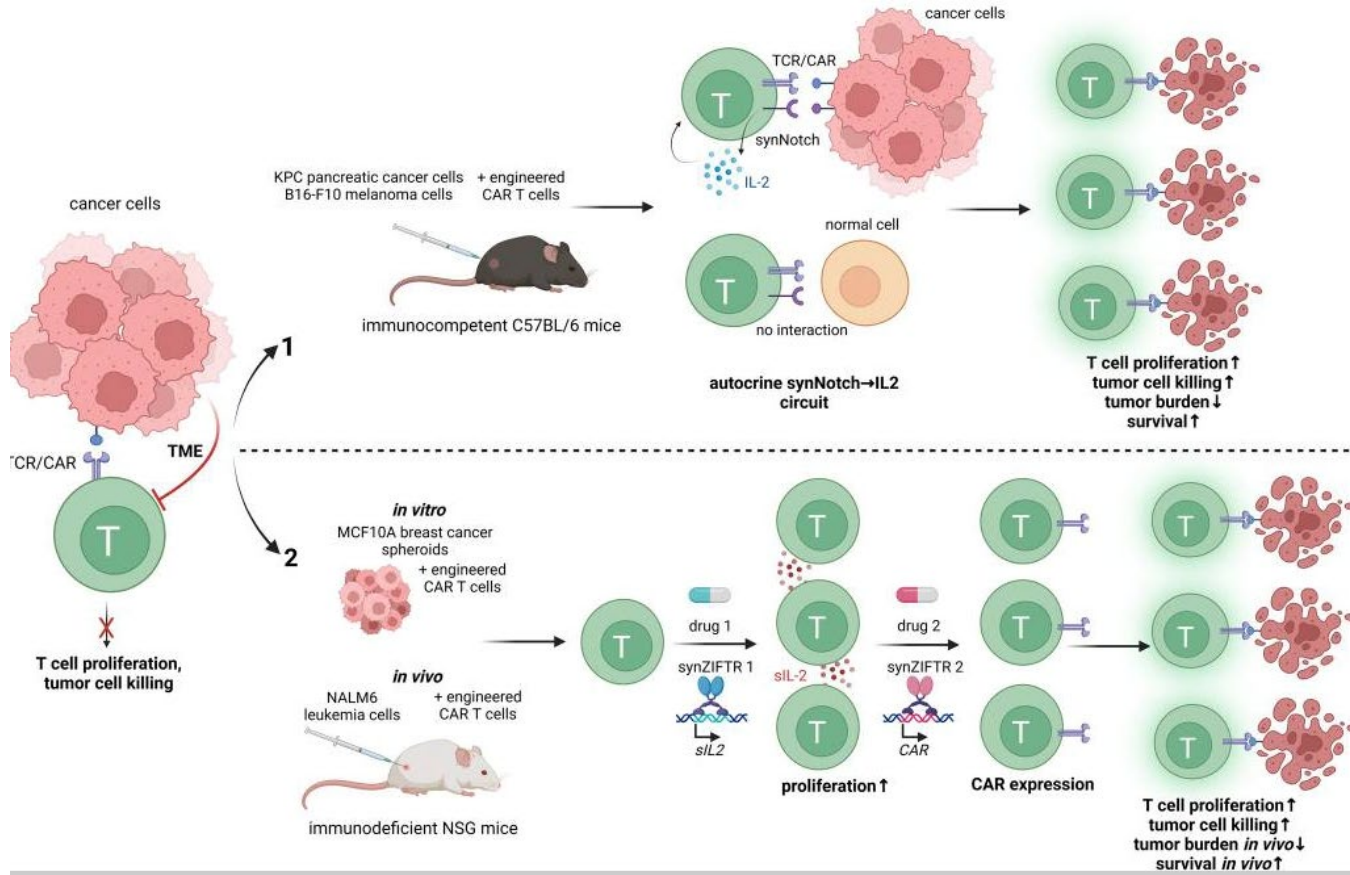 cancer cells
TCR/CAR
TME
T
T cell proliferation,
tumor cell killing
1
KPC pancreatic cancer cells
B16-F10 melanoma cells
+ engineered
CAR T cells
immunocompetent C57BL/6 mice
cancer cells
TCR/CAR
T
synNotch
IL-2
normal cell
T
no interaction
autocrine synNotch→IL2
circuit
T
T
T
T cell proliferation↑
tumor cell killing↑
tumor burden↓
survival↑
2
in vitro
MCF10A breast cancer
spheroids
+ engineered
CAR T cells
in vivo
NALM6
leukemia cells
+ engineered
CAR T cells
immunodeficient NSG mice
T
drug 1
synZIFTR 1
sIL2
T
T
T
sIL-2
proliferation↑
drug 2
synZIFTR 2
CAR
T
T
T
CAR expression
T
T
T
T cell proliferation↑
tumor cell killing↑
tumor burden in vivo↓
survival in vivo↑